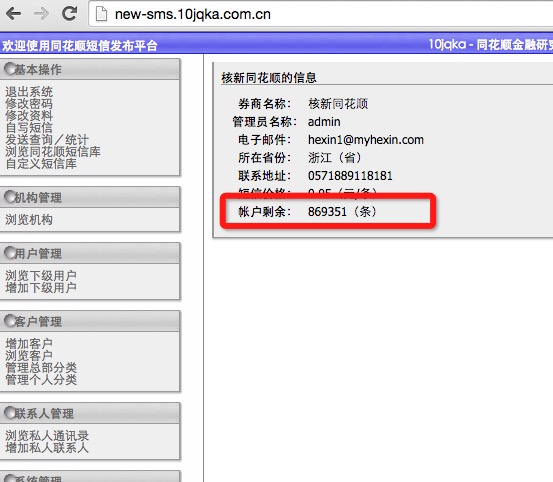 new-sms.10jqka.com.cn
欢迎使用同花顺短信发布平台
10jqka - 同花顺金融研究
基本操作
退出系统
修改密码
修改资料
自写短信
发送查询／统计
浏览同花顺短信库
自定义短信库
机构管理
浏览机构
用户管理
浏览下级用户
增加下级用户
客户管理
增加客户
浏览客户
管理总部分类
管理个人分类
联系人管理
浏览私人通讯录
增加私人联系人
系统管理
核新同花顺的信息
券商名称： 核新同花顺
管理员名称： admin
电子邮件： hexin1@myhexin.com
所在省份： 浙江（省）
联系地址： 0571889118181
短信价格： 0.05（元/条）
帐户剩余： 869351（条）